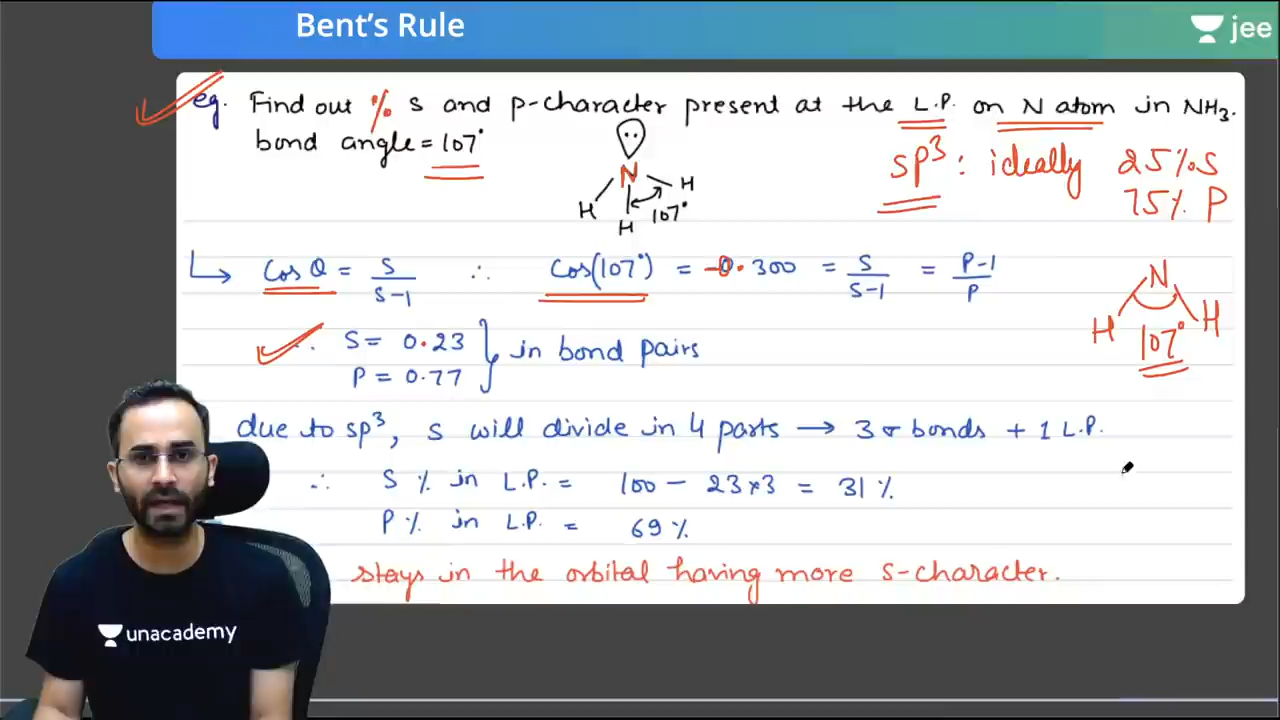 Bent's Rule
jee
eg. Find out % s and p-character present at the L.P. on N atom in NH3.
bond angle = 107°
sp³ : ideally 25% S
75% P
N
H
H
H
107°
Cos θ = S/S-1 ∴ Cos(107°) = -0.300 = S/S-1 = P-1/P
N
H H
107°
∴ S = 0.23
P = 0.77
} in bond pairs
due to sp³, s will divide in 4 parts → 3 σ bonds + 1 L.P.
∴ S % in L.P. = 100 - 23×3 = 31 %
P % in L.P. = 69 %
stays in the orbital having more s-character.
unacademy